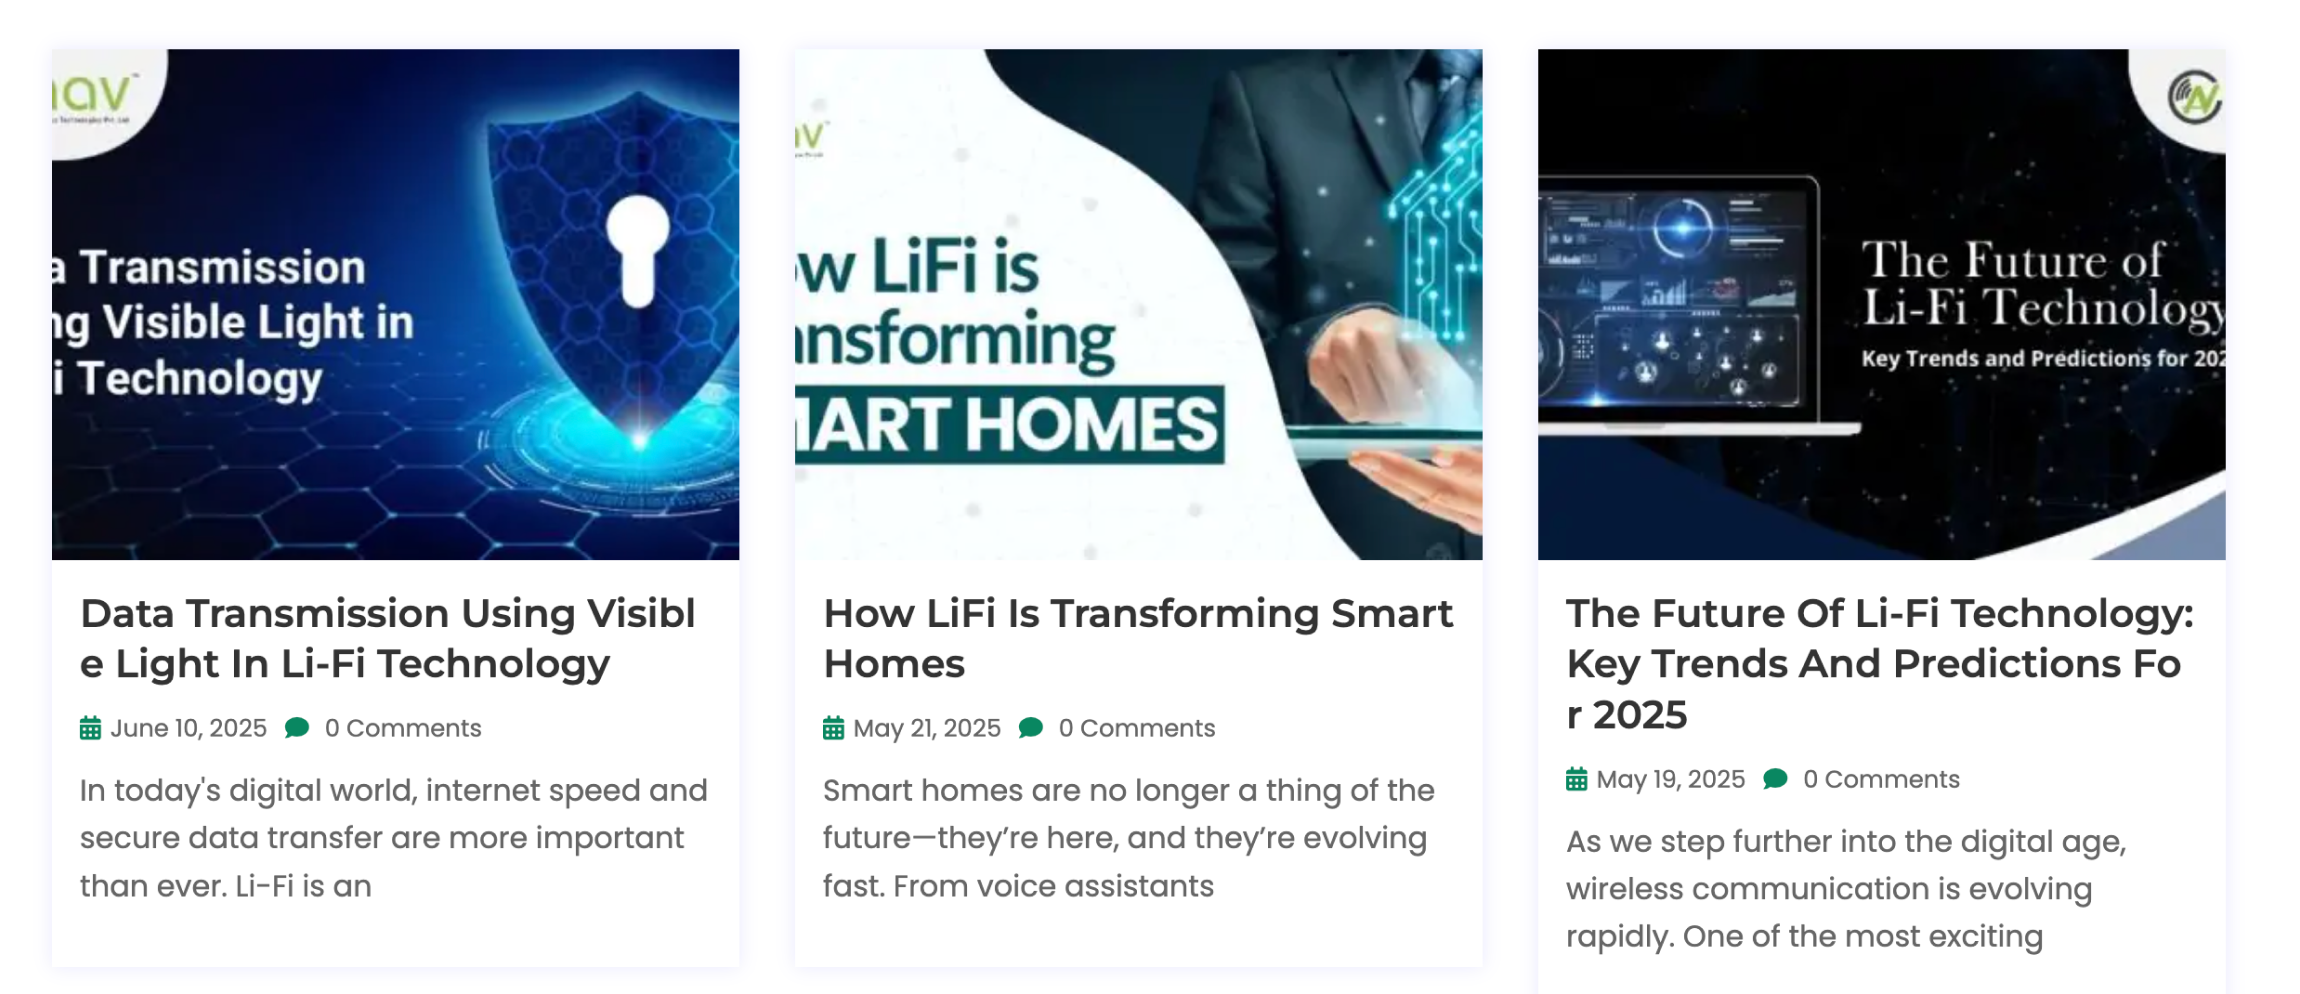 nav
a Transmission
ng Visible Light in
i Technology
Data Transmission Using Visibl
e Light In Li-Fi Technology
June 10, 2025 0 Comments
In today's digital world, internet speed and
secure data transfer are more important
than ever. Li-Fi is an
av
ow LiFi is
ansforming
MART HOMES
How LiFi Is Transforming Smart
Homes
May 21, 2025 0 Comments
Smart homes are no longer a thing of the
future—they’re here, and they’re evolving
fast. From voice assistants
The Future of
Li-Fi Technology
Key Trends and Predictions for 202
The Future Of Li-Fi Technology:
Key Trends And Predictions Fo
r 2025
May 19, 2025 0 Comments
As we step further into the digital age,
wireless communication is evolving
rapidly. One of the most exciting